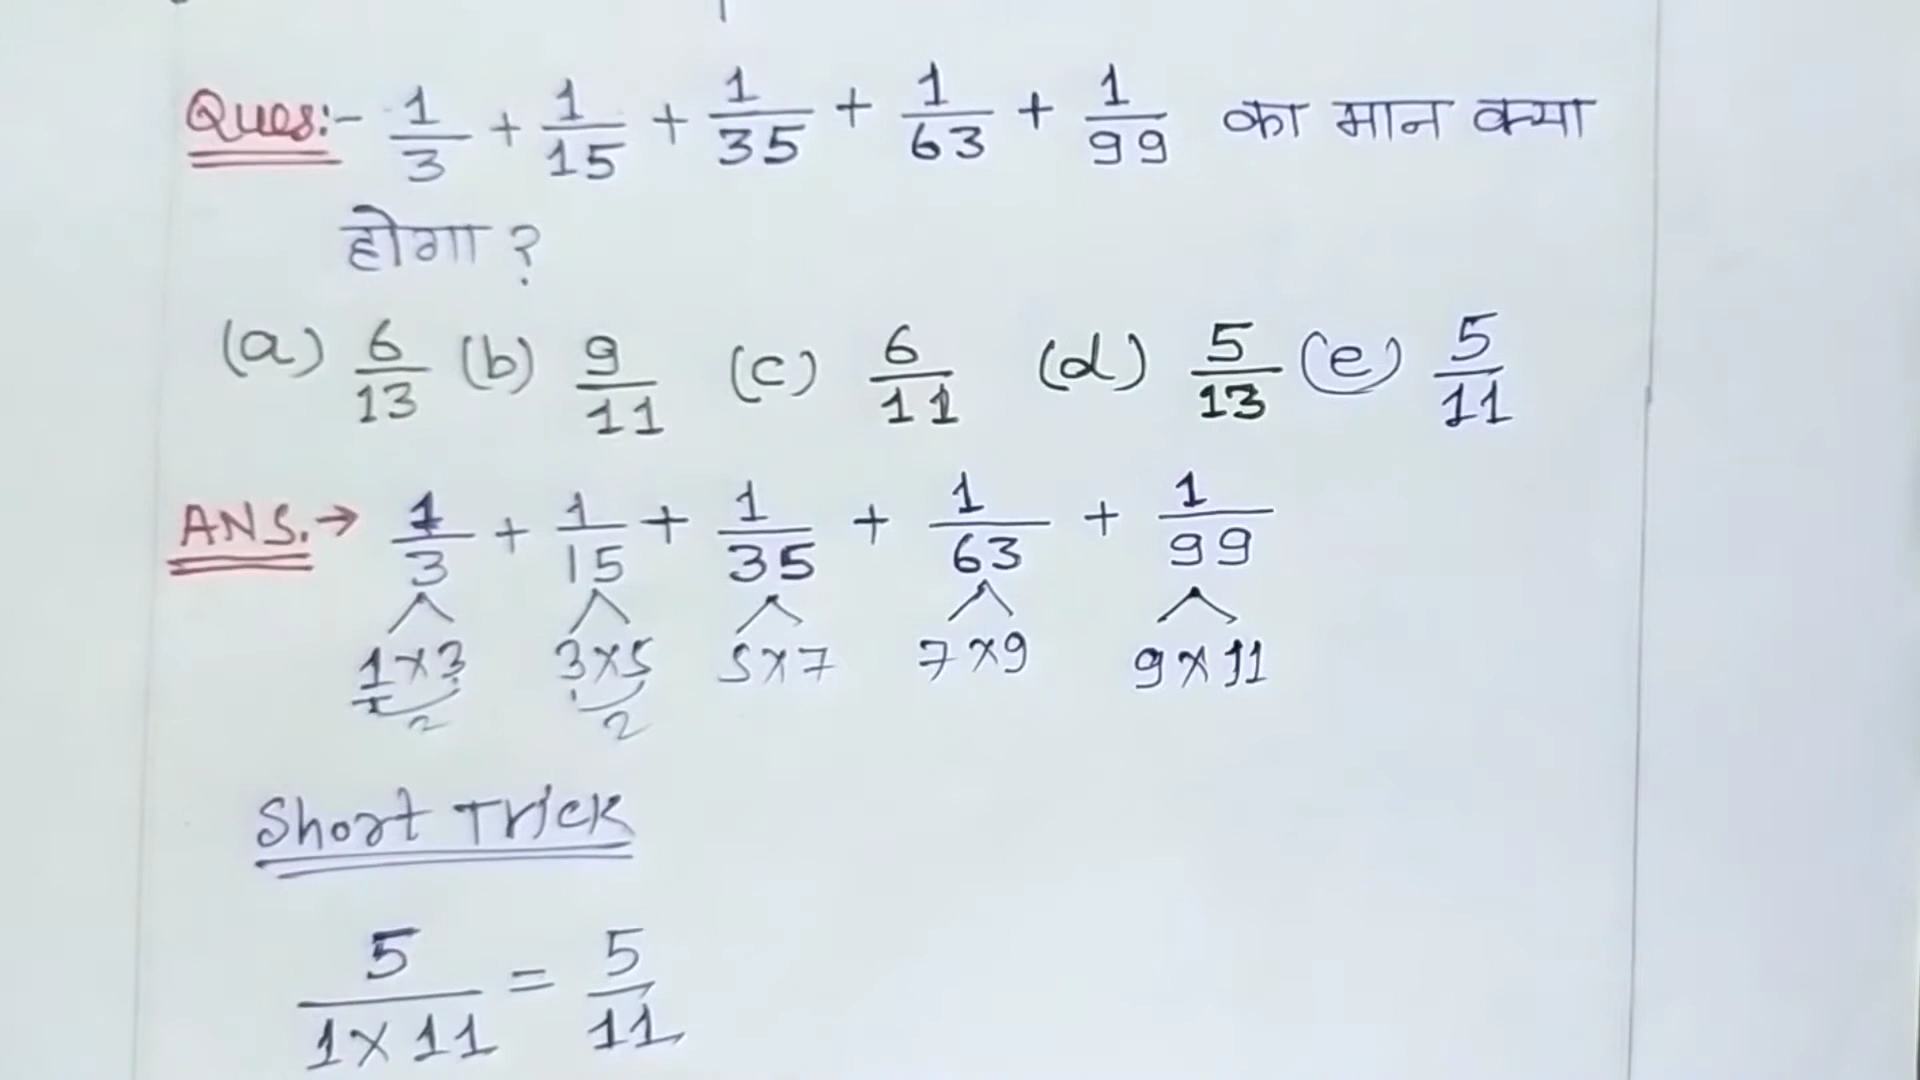 Ques:- 1/3 + 1/15 + 1/35 + 1/63 + 1/99 का मान क्या
होगा ?
(a) 6/13 (b) 9/11 (c) 6/11 (d) 5/13 (e) 5/11
ANS.→ 1/3 + 1/15 + 1/35 + 1/63 + 1/99
1×3 3×5 5×7 7×9 9×11
2 2
Short Trick
5/1×11 = 5/11